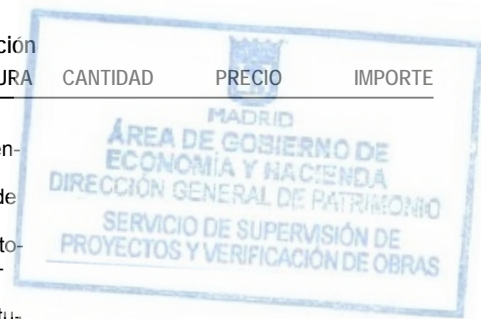 ción
URA CANTIDAD PRECIO IMPORTE
MADRID
ÁREA DE GOBIERNO DE
en-
ECONOMÍA Y HACIENDA
de
DIRECCIÓN GENERAL DE PATRIMONIO
SERVICIO DE SUPERVISIÓN DE
to-
PROYECTOS Y VERIFICACIÓN DE OBRAS
-
tu-